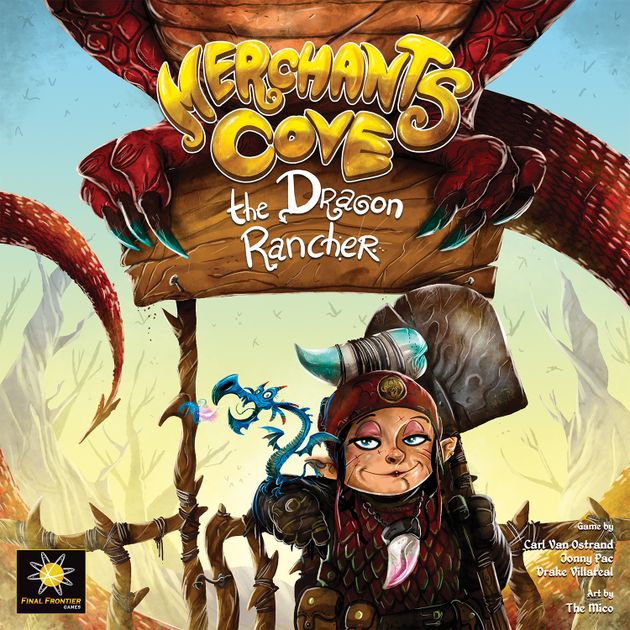 MERCHANTS
COVE
the DRAGON
RANCHER
Game by
Carl Van Ostrand
Jonny Pac
Drake Villareal
Art by
The Mico
FINAL FRONTIER
GAMES